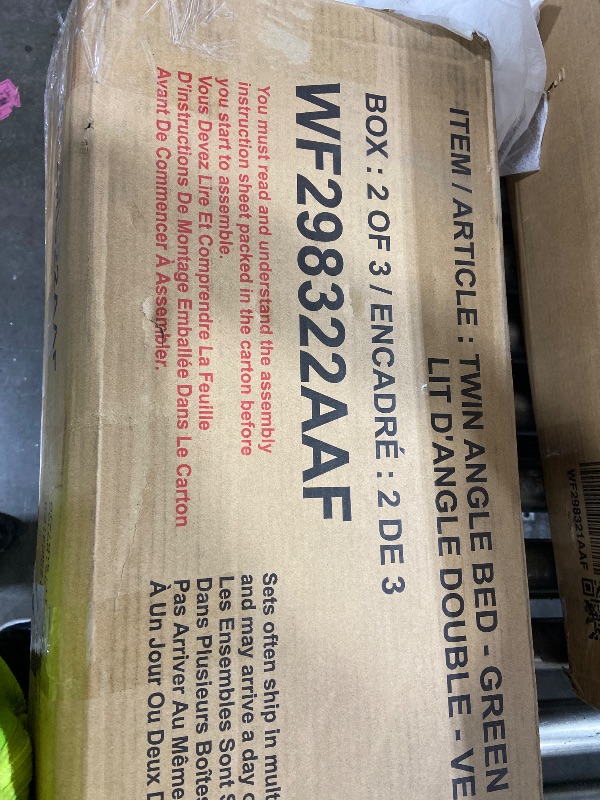 ITEM / ARTICLE : TWIN ANGLE BED - GREEN
LIT D'ANGLE DOUBLE - VE
BOX : 2 OF 3 / ENCADRÉ : 2 DE 3
WF298322AAF
You must read and understand the assembly
instruction sheet packed in the carton before
you start to assemble.
Vous Devez Lire Et Comprendre La Feuille
D'instructions De Montage Emballée Dans Le Carton
Avant De Commencer À Assembler.
Sets often ship in mult
and may arrive a day o
Les Ensembles Sont S
Dans Plusieurs Boîtes
Pas Arriver Au Même
À Un Jour Ou Deux D
WF298321AAF